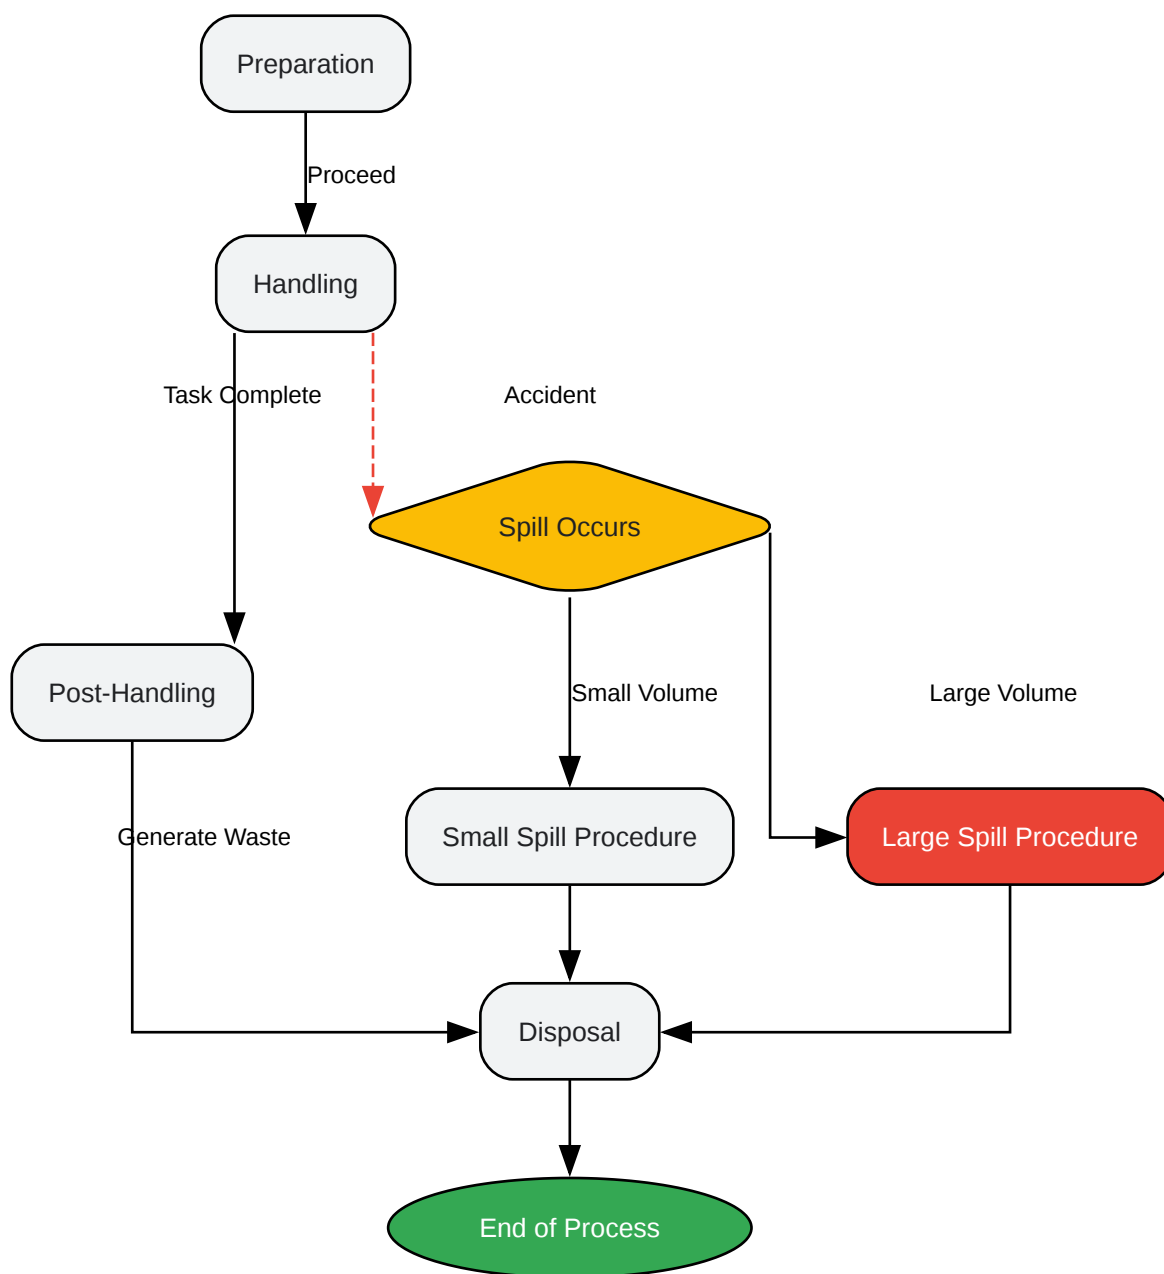 Preparation
Proceed
Handling
Task Complete
Accident
Spill Occurs
Post-Handling
Small Volume
Large Volume
Generate Waste
Small Spill Procedure
Large Spill Procedure
Disposal
End of Process